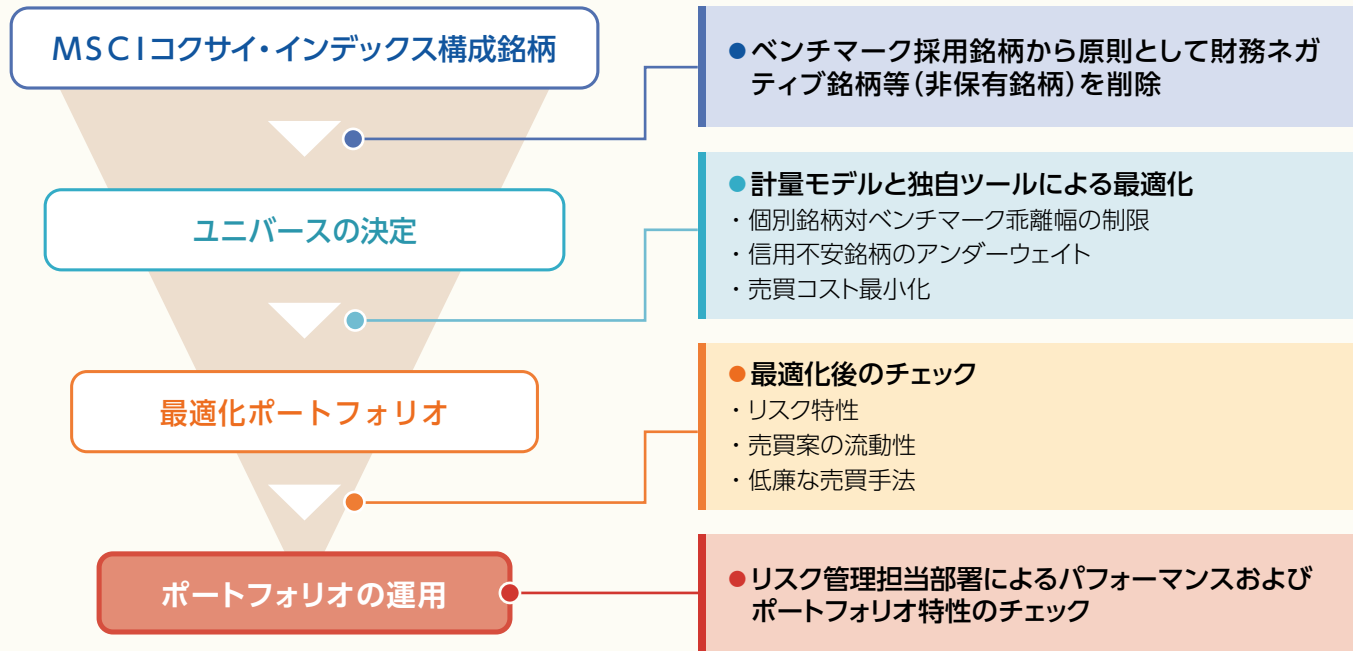 MSCIコクサイ・インデックス構成銘柄
●ベンチマーク採用銘柄から原則として財務ネガ
ティブ銘柄等(非保有銘柄)を削除
ユニバースの決定
●計量モデルと独自ツールによる最適化
・個別銘柄対ベンチマーク乖離幅の制限
・信用不安銘柄のアンダーウェイト
・売買コスト最小化
最適化ポートフォリオ
●最適化後のチェック
・リスク特性
・売買案の流動性
・低廉な売買手法
ポートフォリオの運用
●リスク管理担当部署によるパフォーマンスおよび
ポートフォリオ特性のチェック